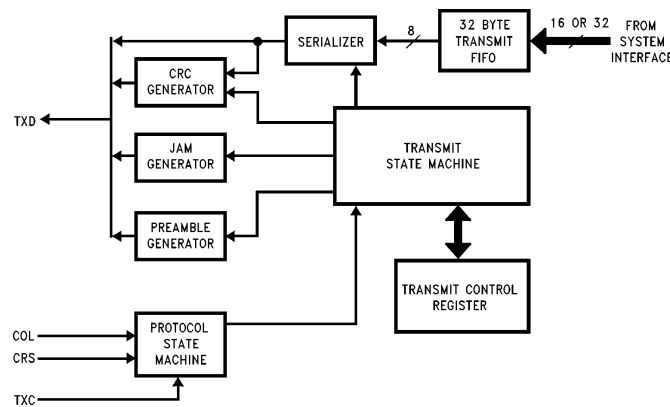 SERIALIZER
8
32 BYTE
TRANSMIT
FIFO
16 OR 32
FROM
SYSTEM
INTERFACE
CRC
GENERATOR
TXD
JAM
GENERATOR
TRANSMIT
STATE MACHINE
PREAMBLE
GENERATOR
TRANSMIT CONTROL
REGISTER
COL
CRS
TXC
PROTOCOL
STATE
MACHINE